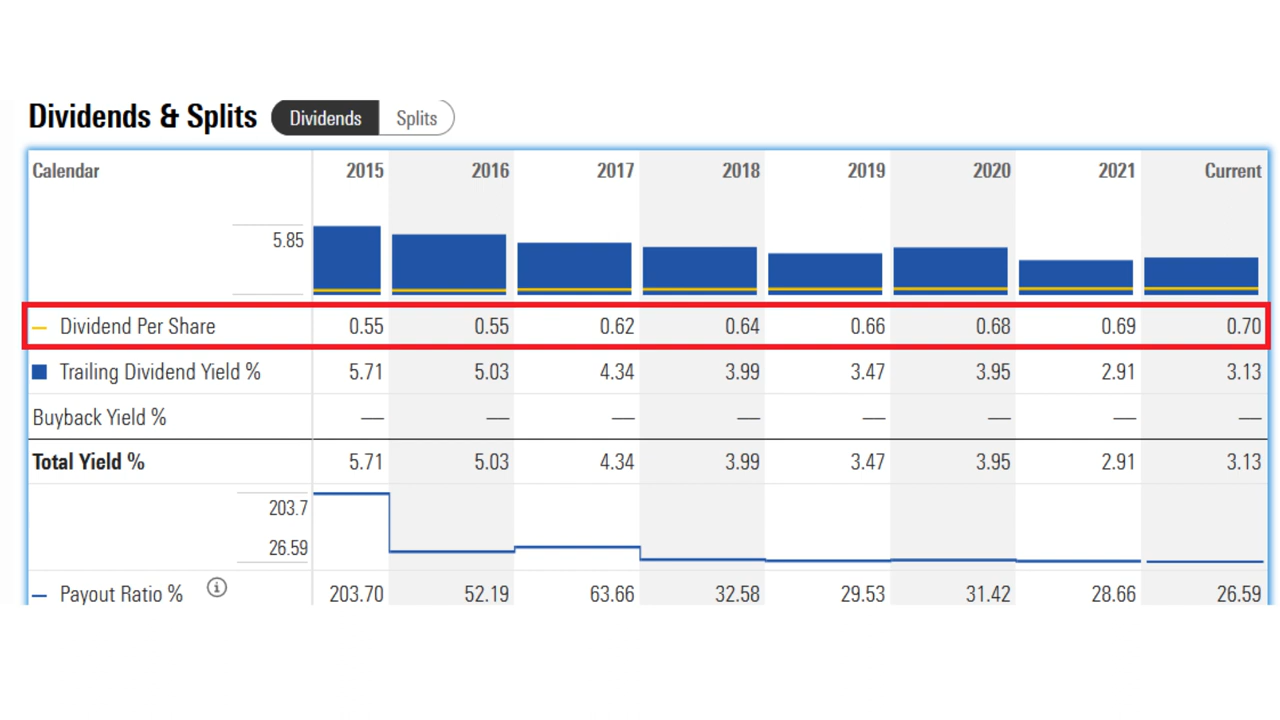 Dividends & Splits Dividends Splits
Calendar 2015 2016 2017 2018 2019 2020 2021 Current
5.85
Dividend Per Share 0.55 0.55 0.62 0.64 0.66 0.68 0.69 0.70
Trailing Dividend Yield % 5.71 5.03 4.34 3.99 3.47 3.95 2.91 3.13
Buyback Yield % — — — — — — — —
Total Yield % 5.71 5.03 4.34 3.99 3.47 3.95 2.91 3.13
203.7
26.59
Payout Ratio % i 203.70 52.19 63.66 32.58 29.53 31.42 28.66 26.59